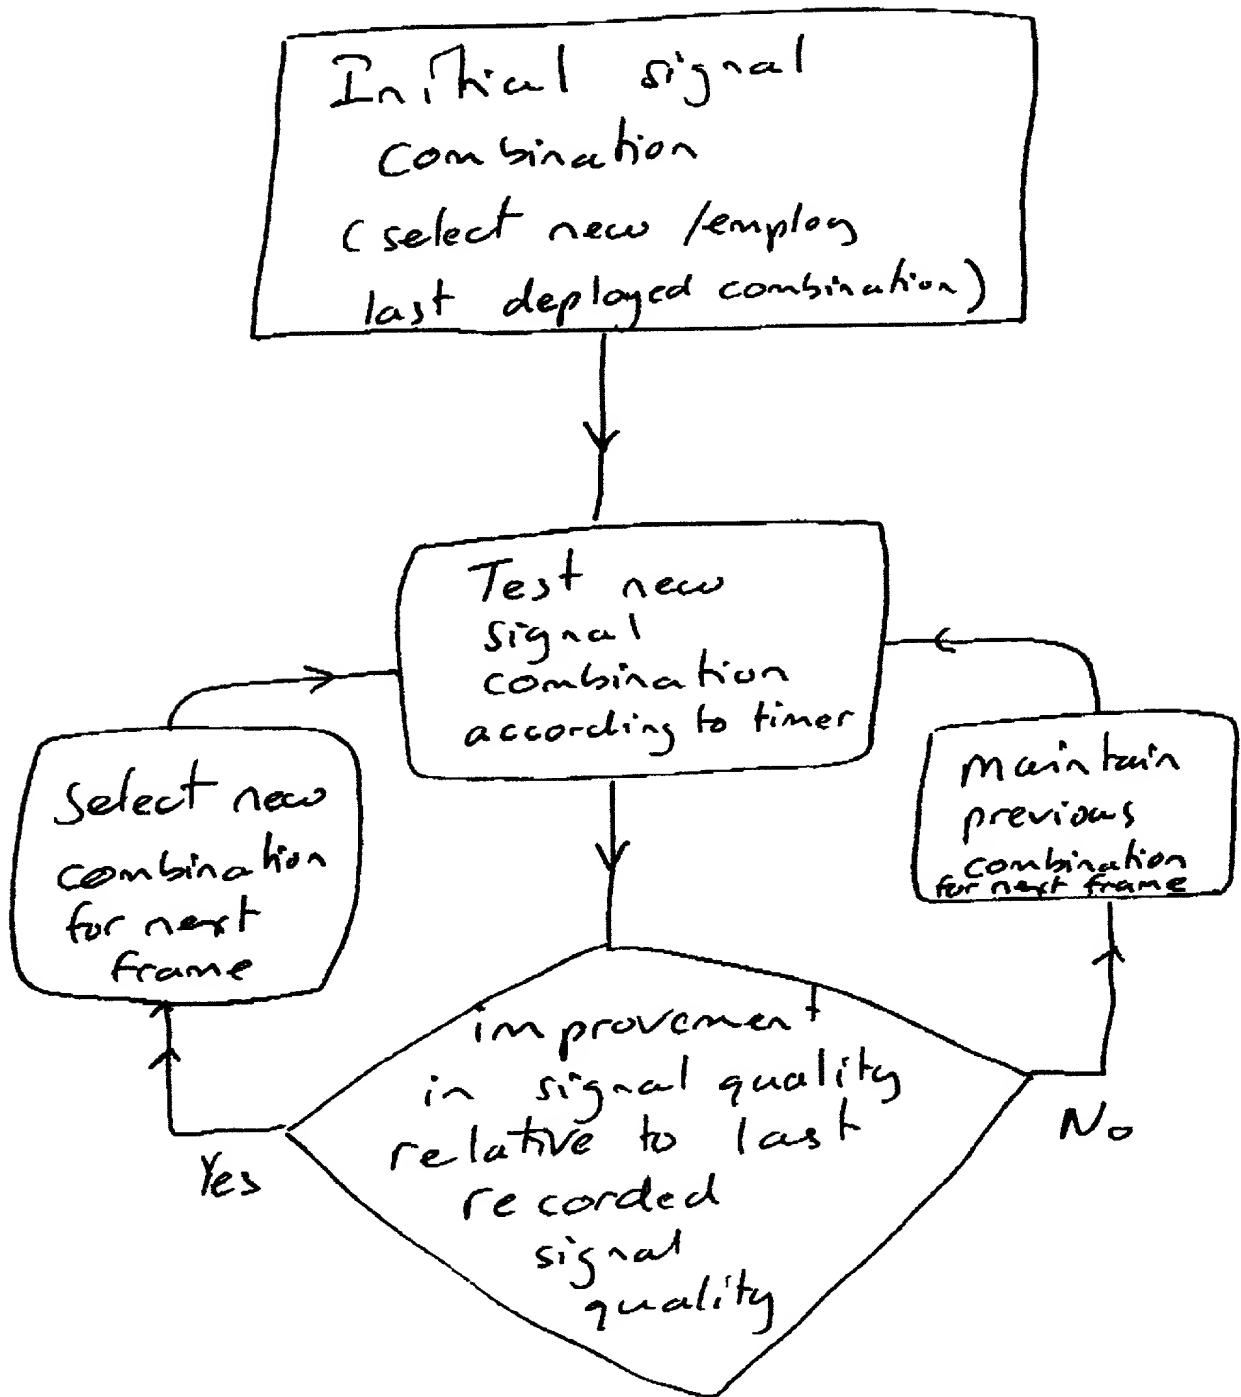 Initial signal
combination
(select new /employ
last deployed combination)
Test new
signal
combination
according to timer
Select new
combination
for next
frame
maintain
previous
combination
for next frame
improvement
in signal quality
relative to last
recorded
signal
quality
Yes
No